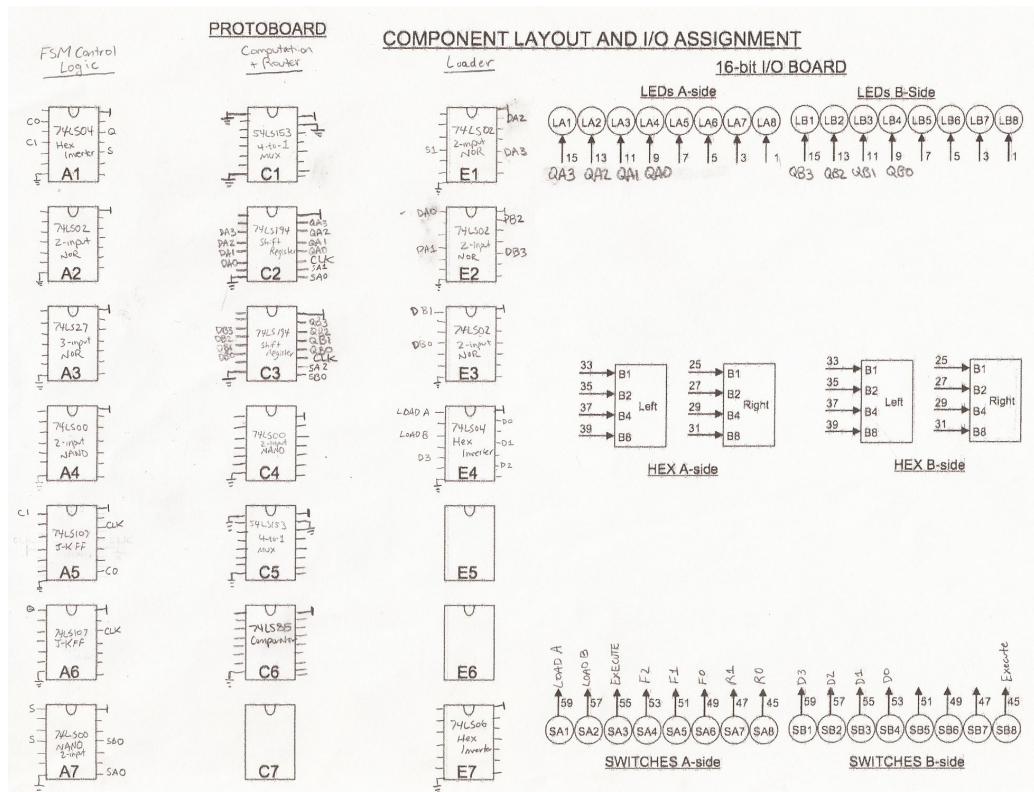 PROTOBOARD
COMPONENT LAYOUT AND I/O ASSIGNMENT
FSM Control
Logic
Computation
+ Router
Loader
16-bit I/O BOARD
LEDs A-side
LEDs B-Side
LA1 LA2 LA3 LA4 LA5 LA6 LA7 LA8
15 13 11 9 7 5 3 1
QA3 QA2 QA1 QA0
LB1 LB2 LB3 LB4 LB5 LB6 LB7 LB8
15 13 11 9 7 5 3 1
QB3 QB2 QB1 QB0
C0
C1
74LS04
Hex
Inverter
Q
S
A1
54LS153
4-to-1
MUX
C1
S1
74LS02
2-input
NOR
DA2
DA3
E1
74LS02
2-input
NOR
A2
DA3
DA2
DA1
DA0
74LS194
Shift
Register
QA3
QA2
QA1
QA0
CLK
SA1
SA0
C2
DA0
DA1
74LS02
2-input
NOR
DB2
DB3
E2
74LS27
3-input
NOR
A3
DB3
DB2
DB1
DB0
74LS194
Shift
Register
QB3
QB2
QB1
QB0
CLK
SA2
SB0
C3
DB1
DB0
74LS02
2-input
NOR
E3
33 B1
35 B2
37 B4
39 B8
Left
25 B1
27 B2
29 B4
31 B8
Right
HEX A-side
33 B1
35 B2
37 B4
39 B8
Left
25 B1
27 B2
29 B4
31 B8
Right
HEX B-side
74LS00
2-input
NAND
A4
74LS00
2-input
NAND
C4
LOAD A
LOAD B
D3
74LS04
Hex
Inverter
D0
D1
D2
E4
C1
74LS107
J-KFF
CLK
C0
A5
54LS153
4-to-1
MUX
C5
E5
Q
74LS107
J-KFF
CLK
A6
74LS85
Comparator
C6
E6
S
S
74LS00
NAND
2-input
SB0
SA0
A7
C7
74LS06
Hex
Inverter
E7
LOAD A LOAD B EXECUTE F2 F1 F0 R1 R0
59 57 55 53 51 49 47 45
SA1 SA2 SA3 SA4 SA5 SA6 SA7 SA8
SWITCHES A-side
D3 D2 D1 D0 Execute
59 57 55 53 51 49 47 45
SB1 SB2 SB3 SB4 SB5 SB6 SB7 SB8
SWITCHES B-side